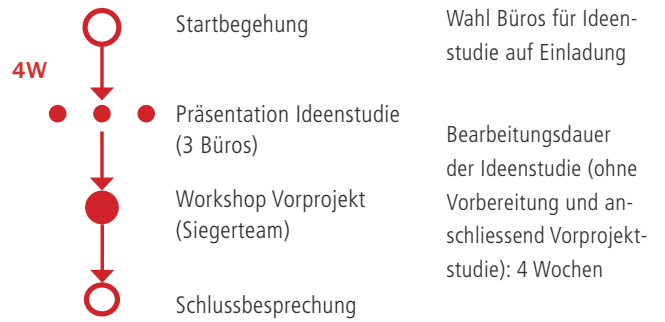 4W
Startbegehung
Präsentation Ideenstudie
(3 Büros)
Workshop Vorprojekt
(Siegerteam)
Schlussbesprechung
Wahl Büros für Ideen-
studie auf Einladung
Bearbeitungsdauer
der Ideenstudie (ohne
Vorbereitung und an-
schliessend Vorprojekt-
studie): 4 Wochen